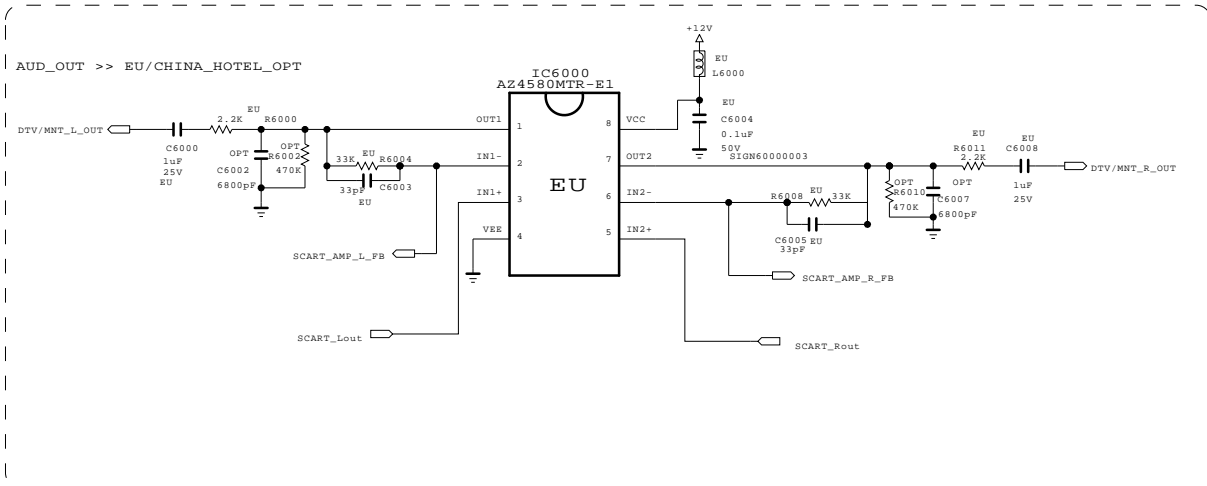 +12V
EU
L6000
AUD_OUT >> EU/CHINA_HOTEL_OPT
IC6000
AZ4580MTR-E1
EU
2.2K
R6000
DTV/MNT_L_OUT
C6000
1uF
25V
EU
OPT
C6002
6800pF
OPT
R6002
470K
33K
EU
R6004
33pF
C6003
EU
OUT1
1
IN1-
2
IN1+
3
VEE
4
EU
8
VCC
7
OUT2
6
IN2-
5
IN2+
EU
C6004
0.1uF
50V
SIGN60000003
R6008
EU
33K
C6005
EU
33pF
OPT
R6010
470K
OPT
C6007
6800pF
EU
R6011
2.2K
EU
C6008
1uF
25V
DTV/MNT_R_OUT
SCART_AMP_L_FB
SCART_AMP_R_FB
SCART_Lout
SCART_Rout